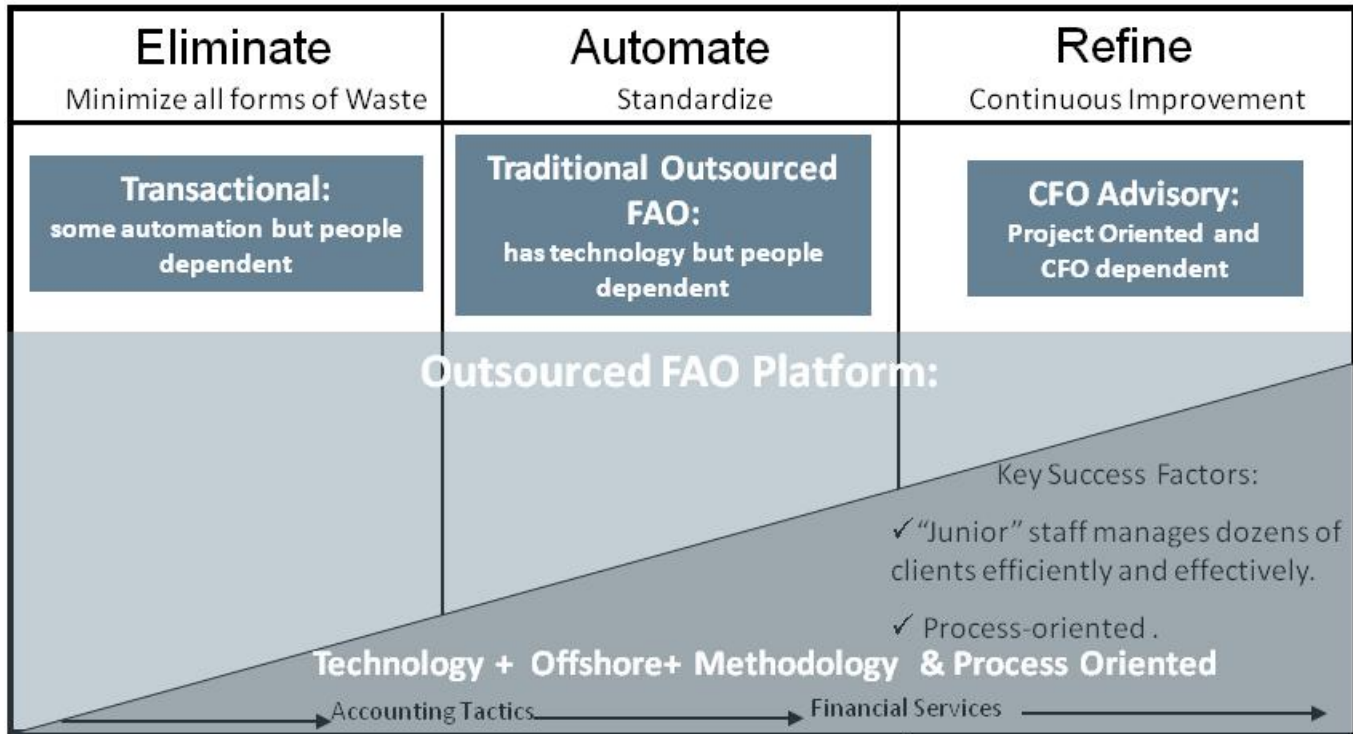 Eliminate
Minimize all forms of Waste
Automate
Standardize
Refine
Continuous Improvement
Transactional:
some automation but people
dependent
Traditional Outsourced
FAO:
has technology but people
dependent
CFO Advisory:
Project Oriented and
CFO dependent
Outsourced FAO Platform:
Key Success Factors:
✓ "Junior" staff manages dozens of
clients efficiently and effectively.
✓ Process-oriented .
Technology + Offshore+ Methodology & Process Oriented
Accounting Tactics
Financial Services